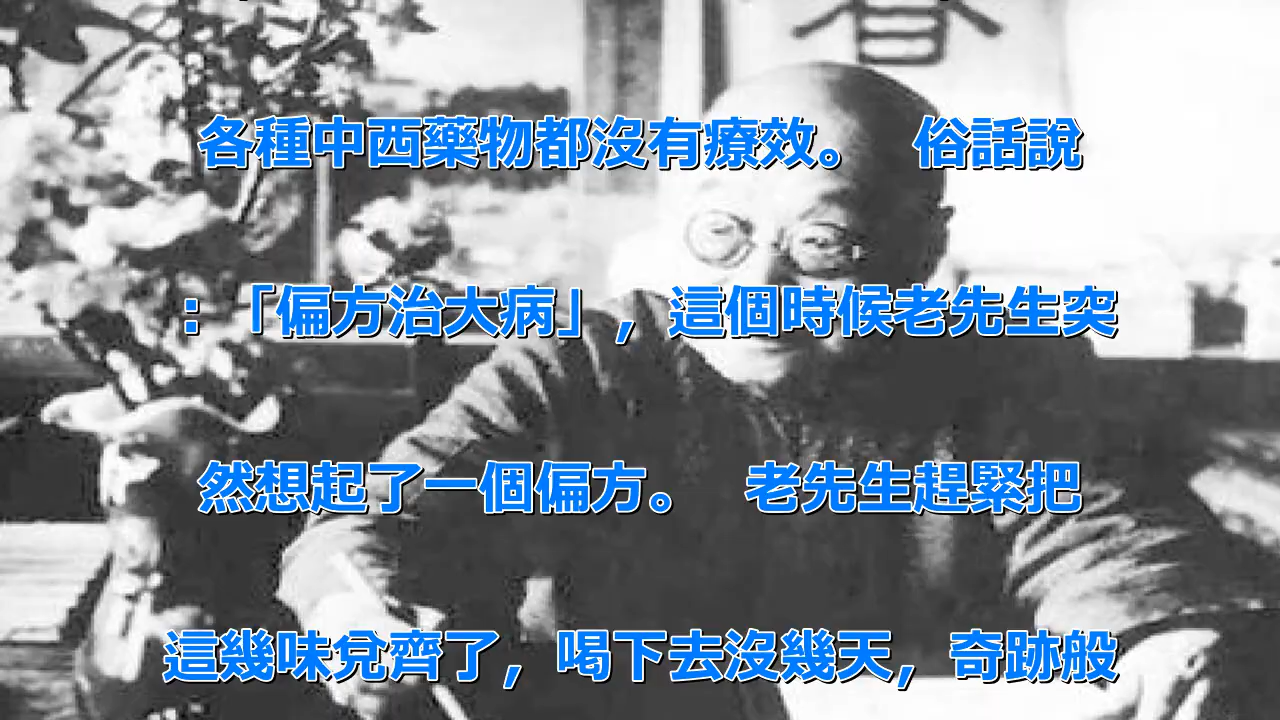 春
各種中西藥物都沒有療效。 俗話說
：「偏方治大病」，這個時候老先生突
然想起了一個偏方。 老先生趕緊把
這幾味兌齊了，喝下去沒幾天，奇跡般